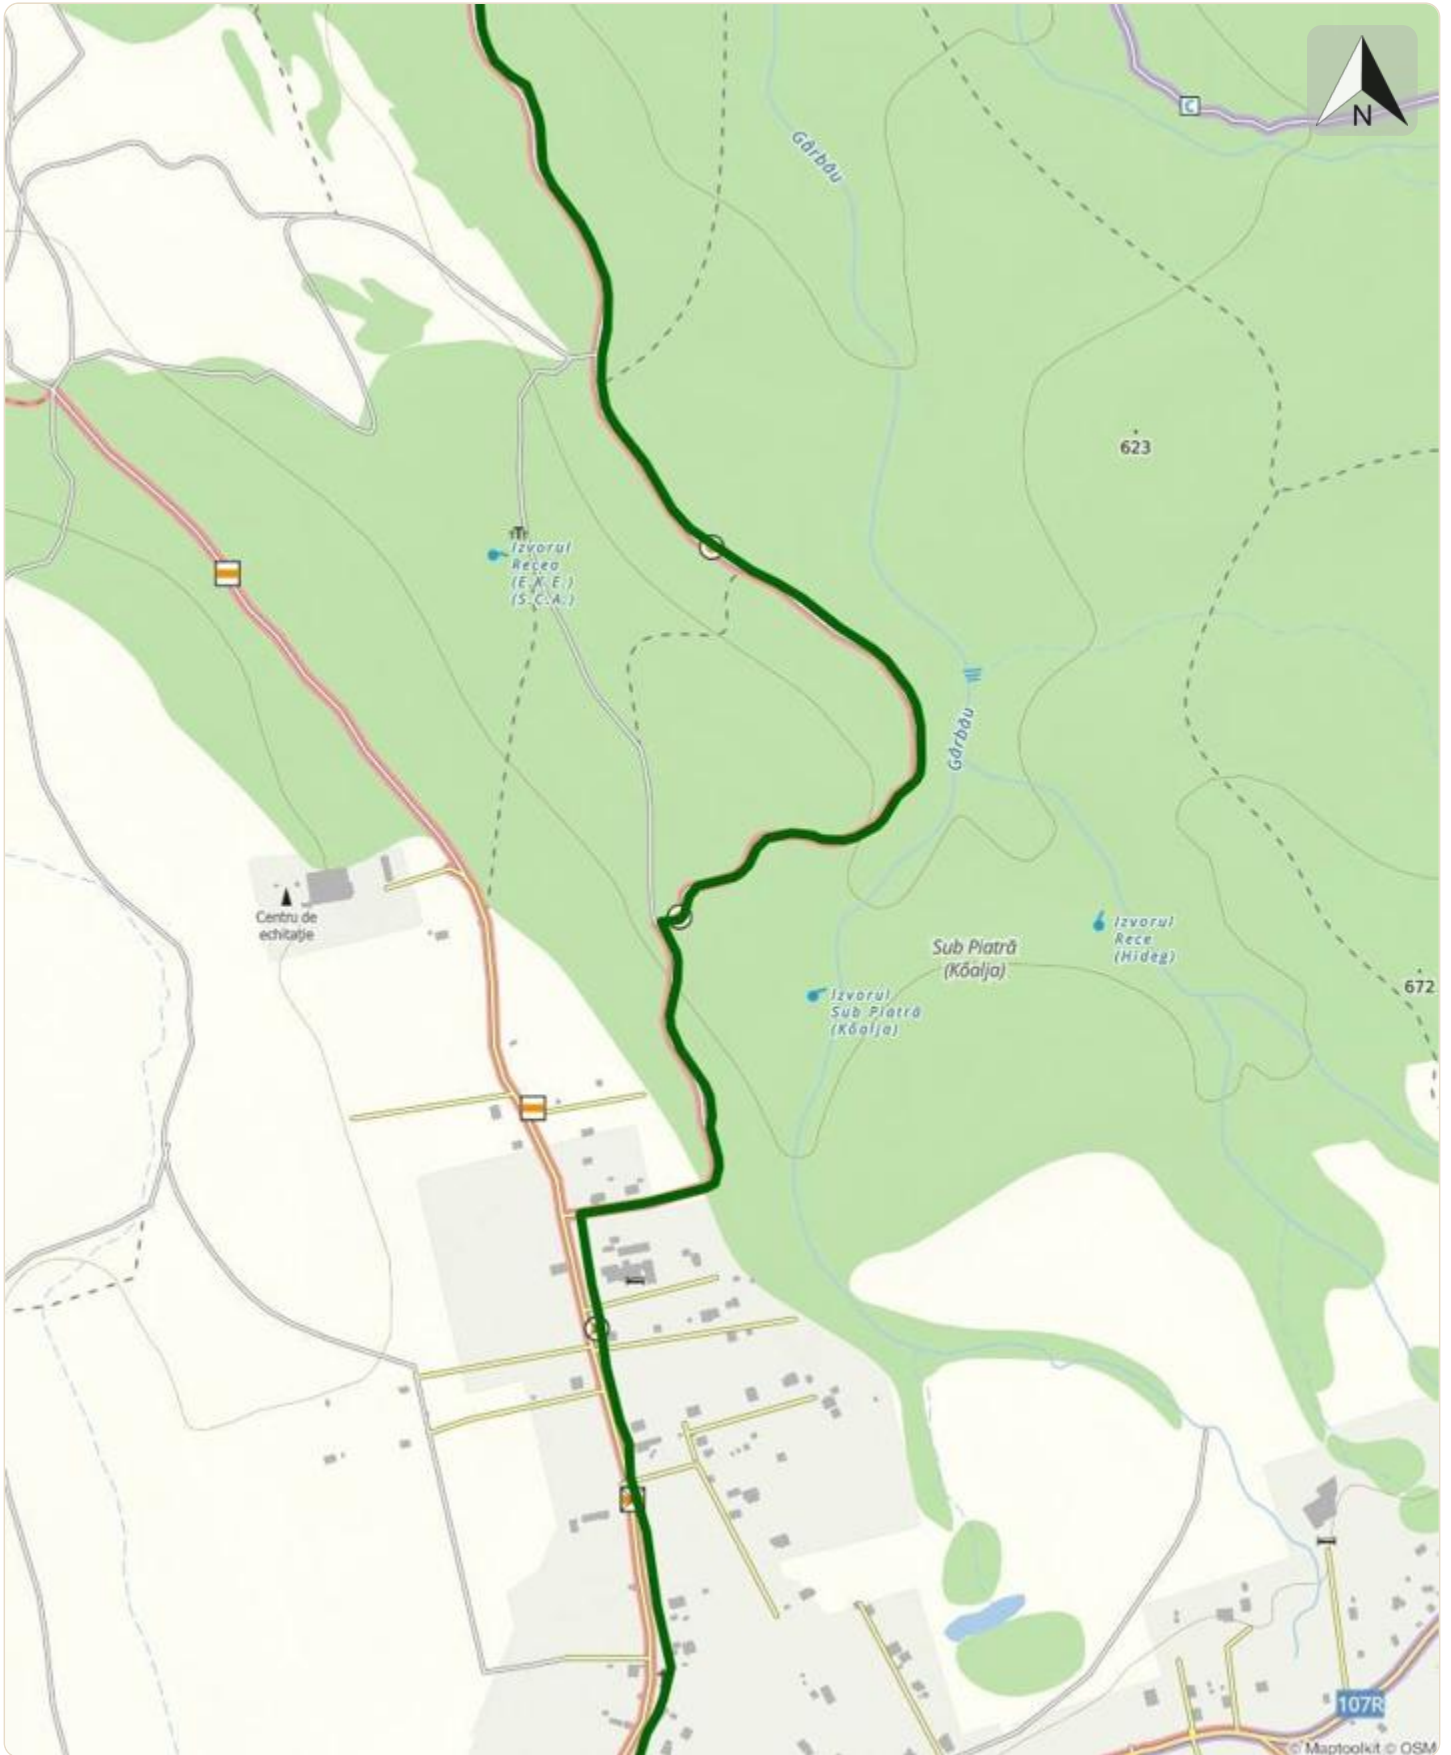 N
C
Gârbău
623
Izvorul
Recea
(E.K.E.)
(S.C.A.)
Gârbău
Centru de
echitație
Izvorul
Rece
(Hideg)
Sub Piatră
(Kőalja)
672
Izvorul
Sub Piatră
(Kőalja)
107R
© Maptoolkit © OSM